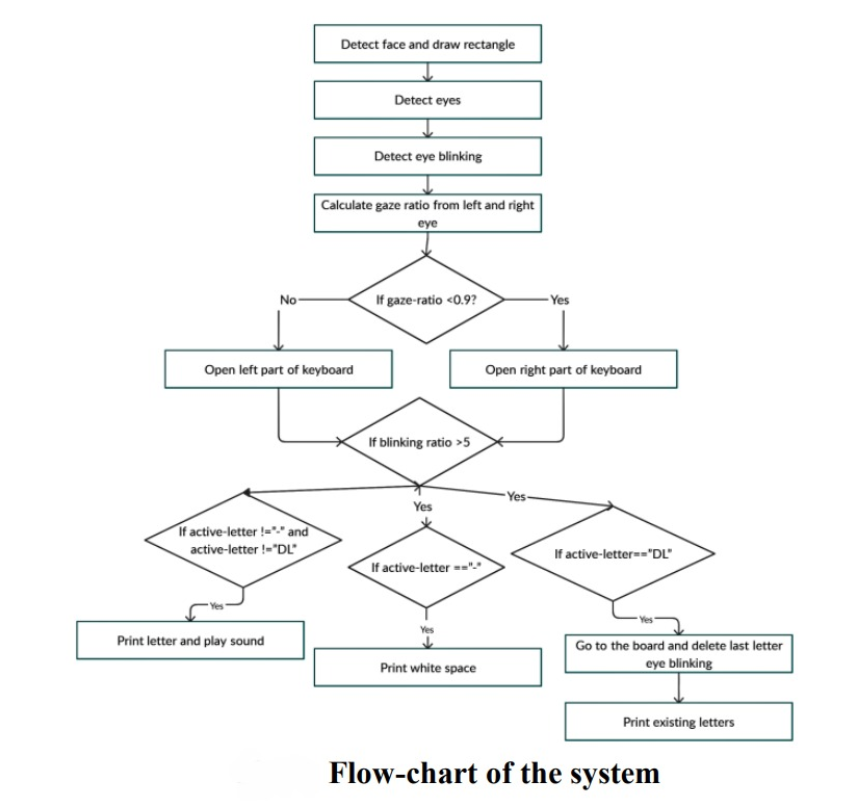 Detect face and draw rectangle
Detect eyes
Detect eye blinking
Calculate gaze ratio from left and right
eye
If gaze-ratio <0.9?
No
Yes
Open left part of keyboard
Open right part of keyboard
If blinking ratio >5
Yes
Yes
If active-letter !="-" and
active-letter !="DL"
If active-letter =="-"
If active-letter=="DL"
Yes
Yes
Yes
Print letter and play sound
Print white space
Go to the board and delete last letter
eye blinking
Print existing letters
Flow-chart of the system